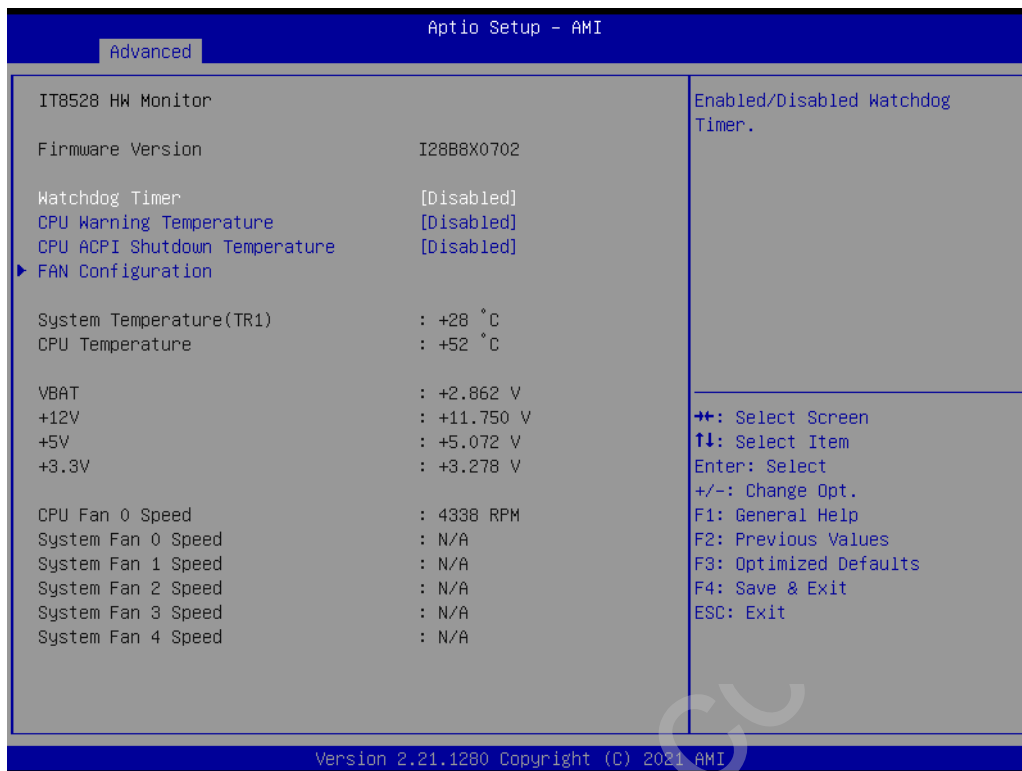 Aptio Setup – AMI
Advanced
IT8528 HW Monitor
Firmware Version I28B8X0702
Watchdog Timer [Disabled]
CPU Warning Temperature [Disabled]
CPU ACPI Shutdown Temperature [Disabled]
FAN Configuration
System Temperature(TR1) : +28 °C
CPU Temperature : +52 °C
VBAT : +2.862 V
+12V : +11.750 V
+5V : +5.072 V
+3.3V : +3.278 V
CPU Fan 0 Speed : 4338 RPM
System Fan 0 Speed : N/A
System Fan 1 Speed : N/A
System Fan 2 Speed : N/A
System Fan 3 Speed : N/A
System Fan 4 Speed : N/A
Enabled/Disabled Watchdog
Timer.
→←: Select Screen
↑↓: Select Item
Enter: Select
+/-: Change Opt.
F1: General Help
F2: Previous Values
F3: Optimized Defaults
F4: Save & Exit
ESC: Exit
Version 2.21.1280 Copyright (C) 2021 AMI